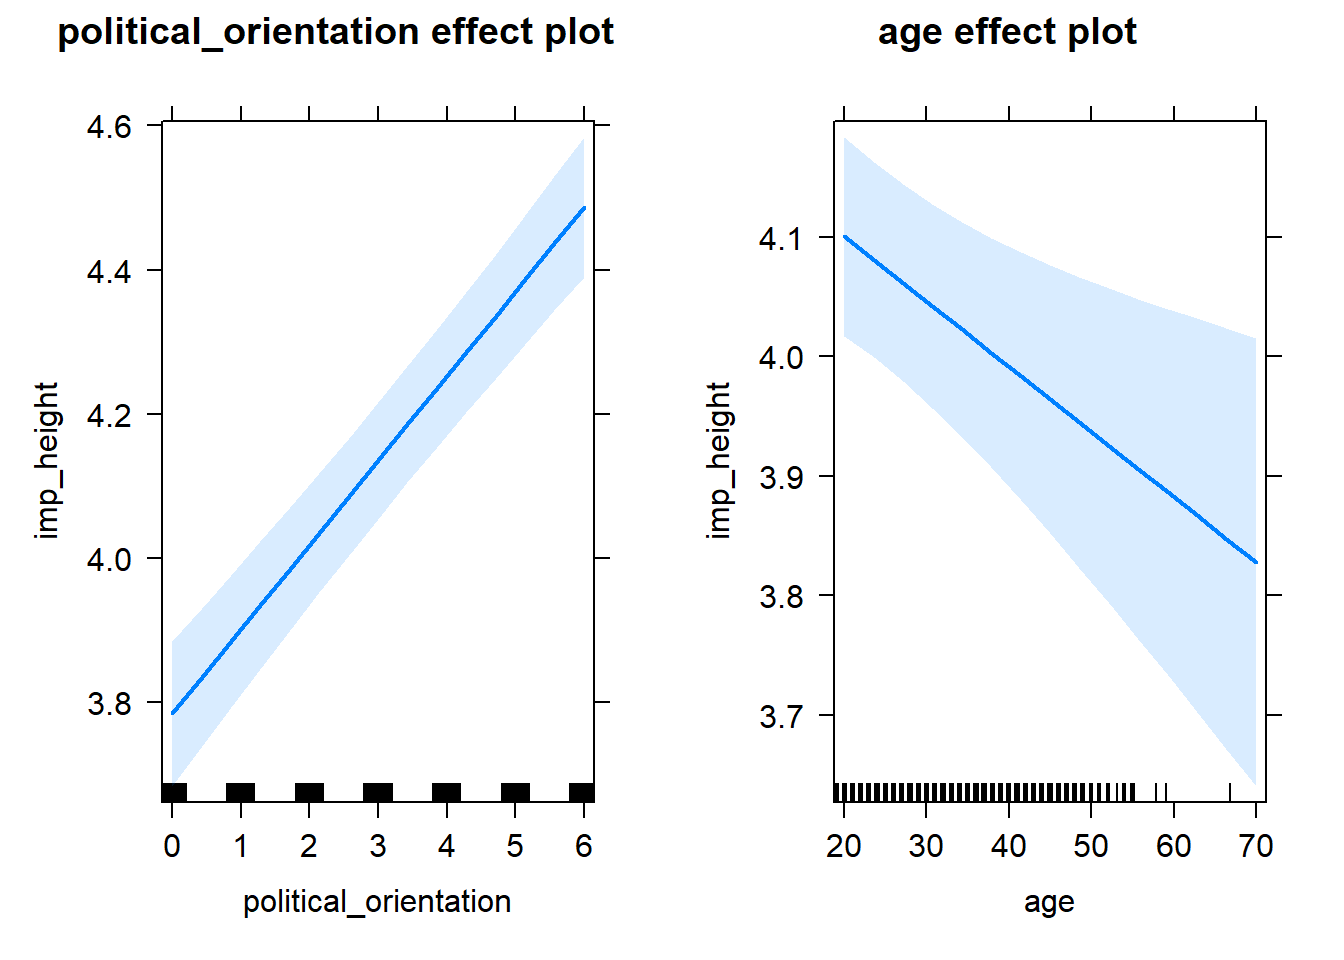 political_orientation effect plot
imp_height
4.6
4.4
4.2
4.0
3.8
0 1 2 3 4 5 6
political_orientation
age effect plot
imp_height
4.1
4.0
3.9
3.8
3.7
20 30 40 50 60 70
age